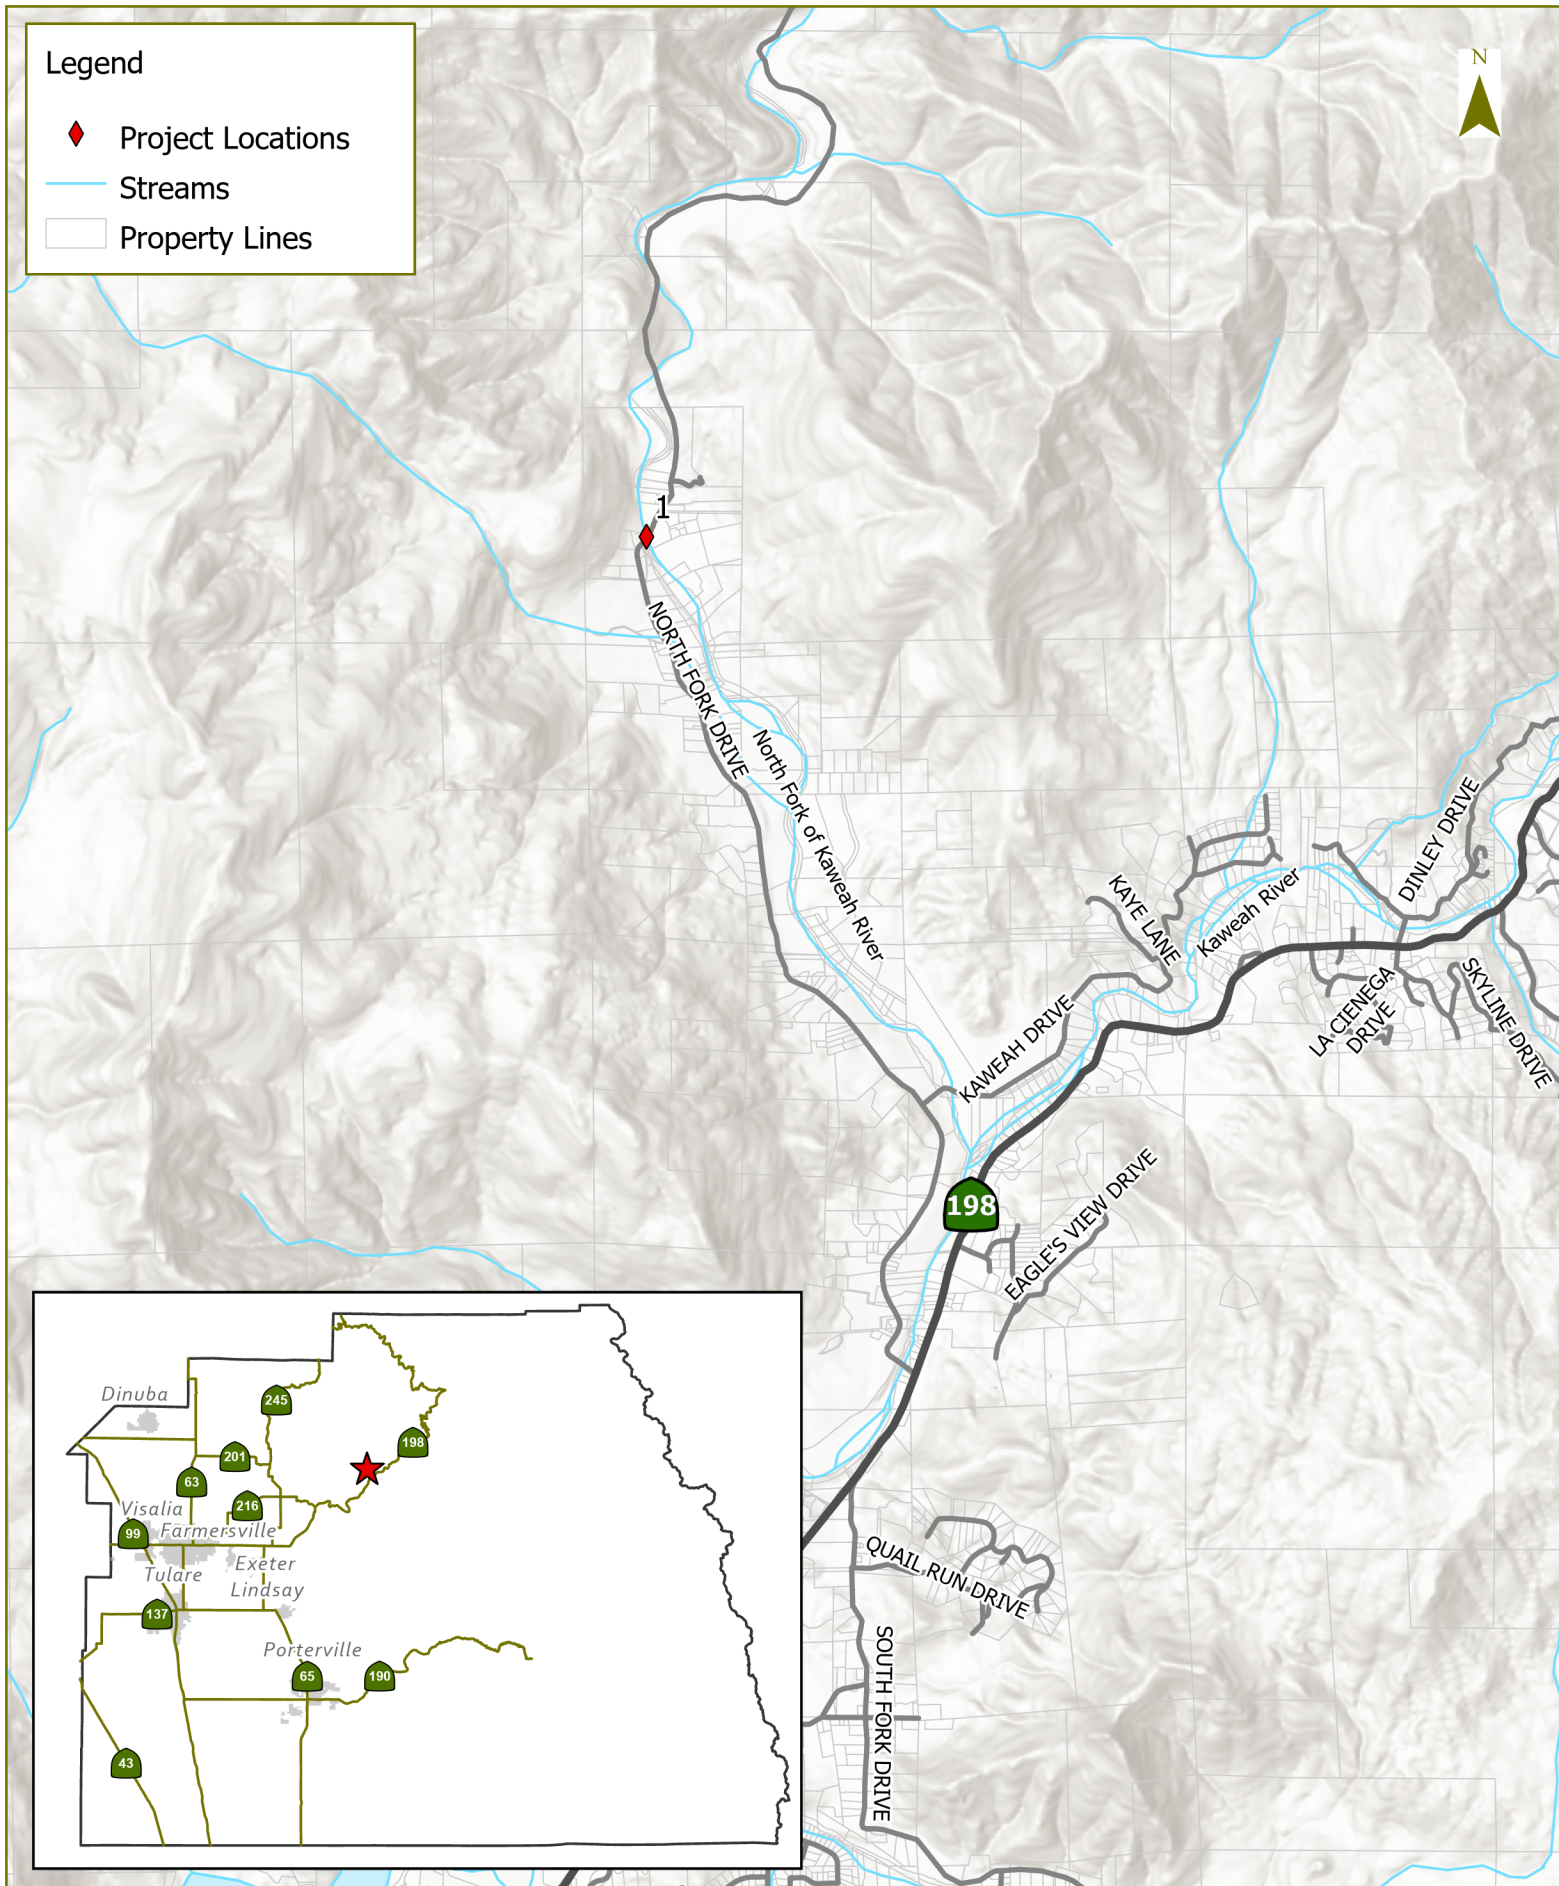 Legend
Project Locations
Streams
Property Lines
N
1
NORTH FORK DRIVE
North Fork of Kaweah River
DINLEY DRIVE
KAYE LANE
Kaweah River
SKYLINE DRIVE
LA CIENEGA
DRIVE
KAWEAH DRIVE
198
EAGLE'S VIEW DRIVE
QUAIL RUN DRIVE
SOUTH FORK DRIVE
Dinuba
245
198
201
63
216
Visalia
99
Farmersville
Exeter
Tulare
Lindsay
137
Porterville
65
190
43